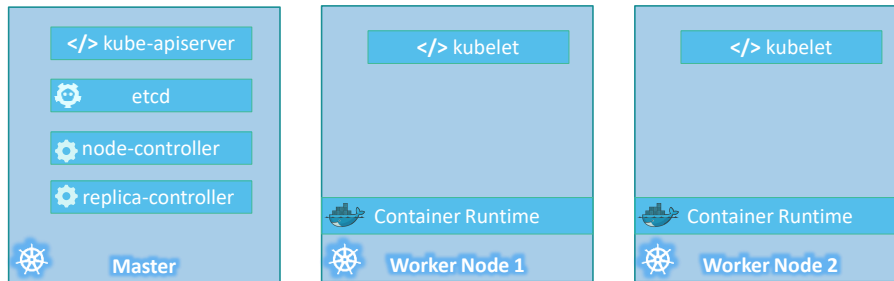 </> kube-apiserver
etcd
node-controller
replica-controller
Master
</> kubelet
Container Runtime
Worker Node 1
</> kubelet
Container Runtime
Worker Node 2